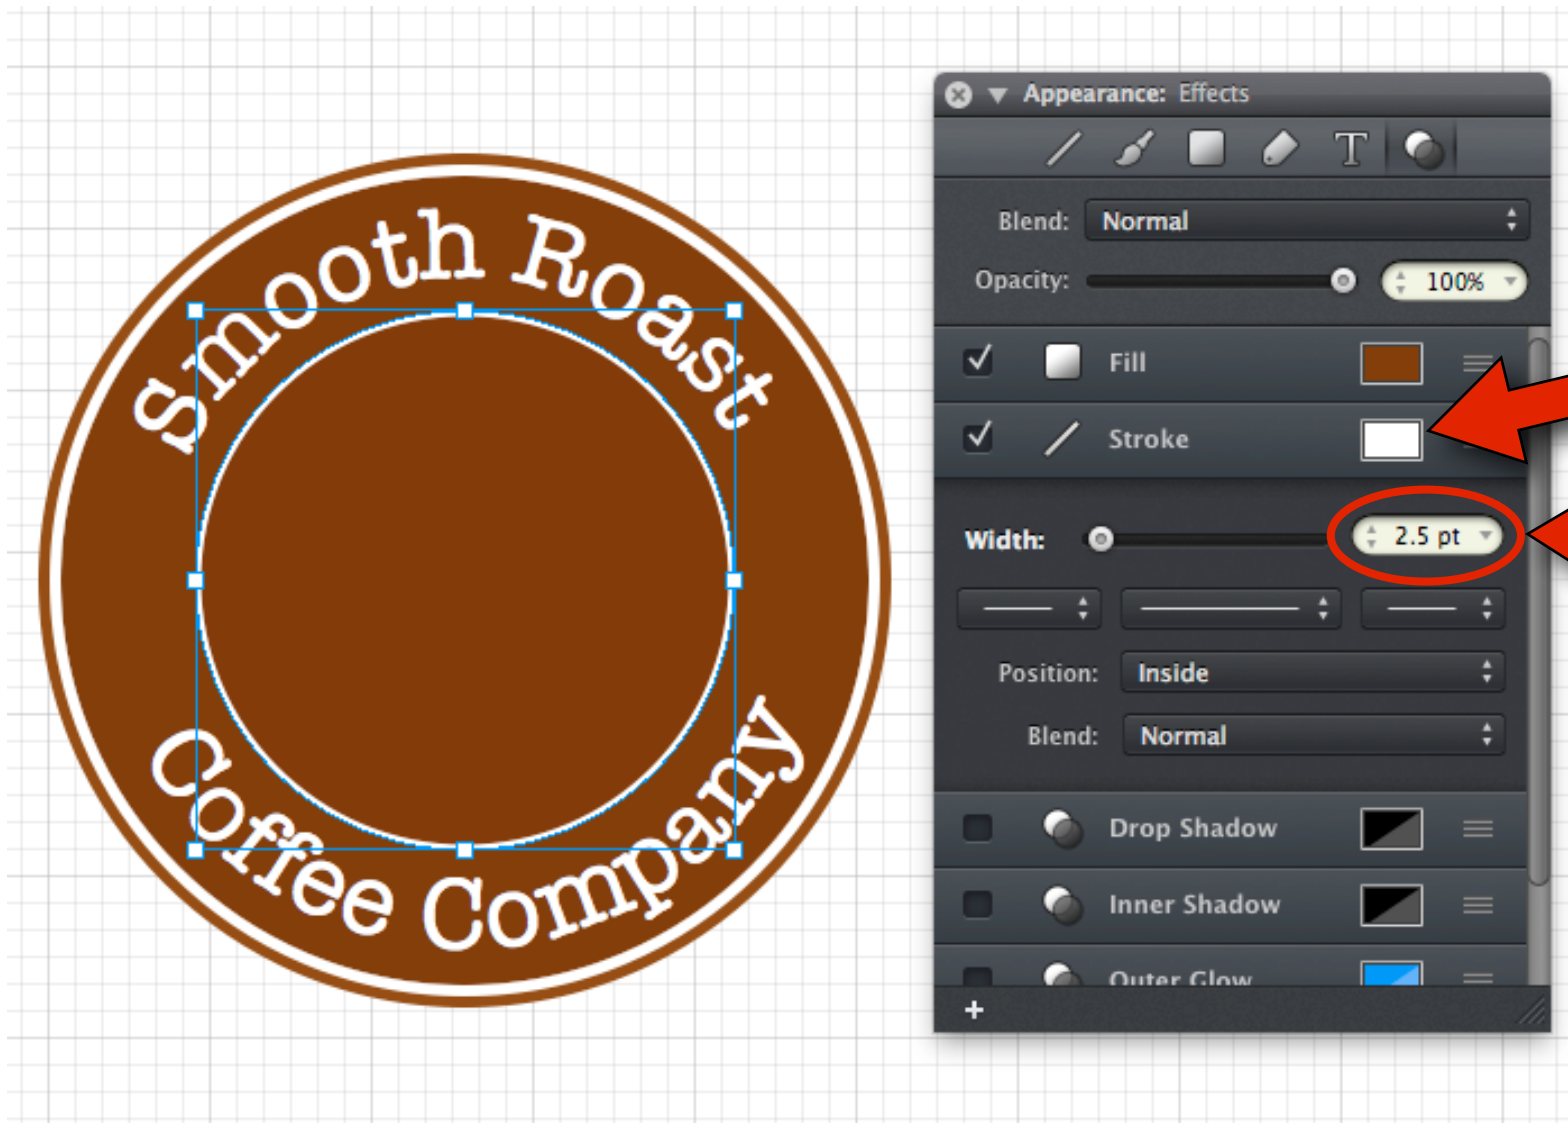 Smooth Roast
Coffee Company
Appearance: Effects
T
Blend: Normal
Opacity: 100%
Fill
Stroke
Width: 2.5 pt
Position: Inside
Blend: Normal
Drop Shadow
Inner Shadow
Outer Glow
+